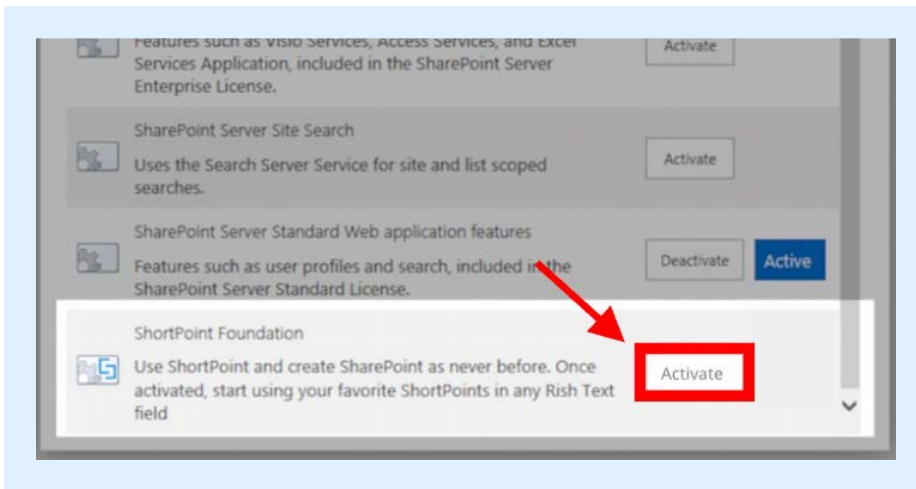 Features such as Visio Services, Access Services, and Excel
Services Application, included in the SharePoint Server
Enterprise License.
Activate
SharePoint Server Site Search
Uses the Search Server Service for site and list scoped
searches.
Activate
SharePoint Server Standard Web application features
Features such as user profiles and search, included in the
SharePoint Server Standard License.
Deactivate
Active
ShortPoint Foundation
Use ShortPoint and create SharePoint as never before. Once
activated, start using your favorite ShortPoints in any Rish Text
field
Activate